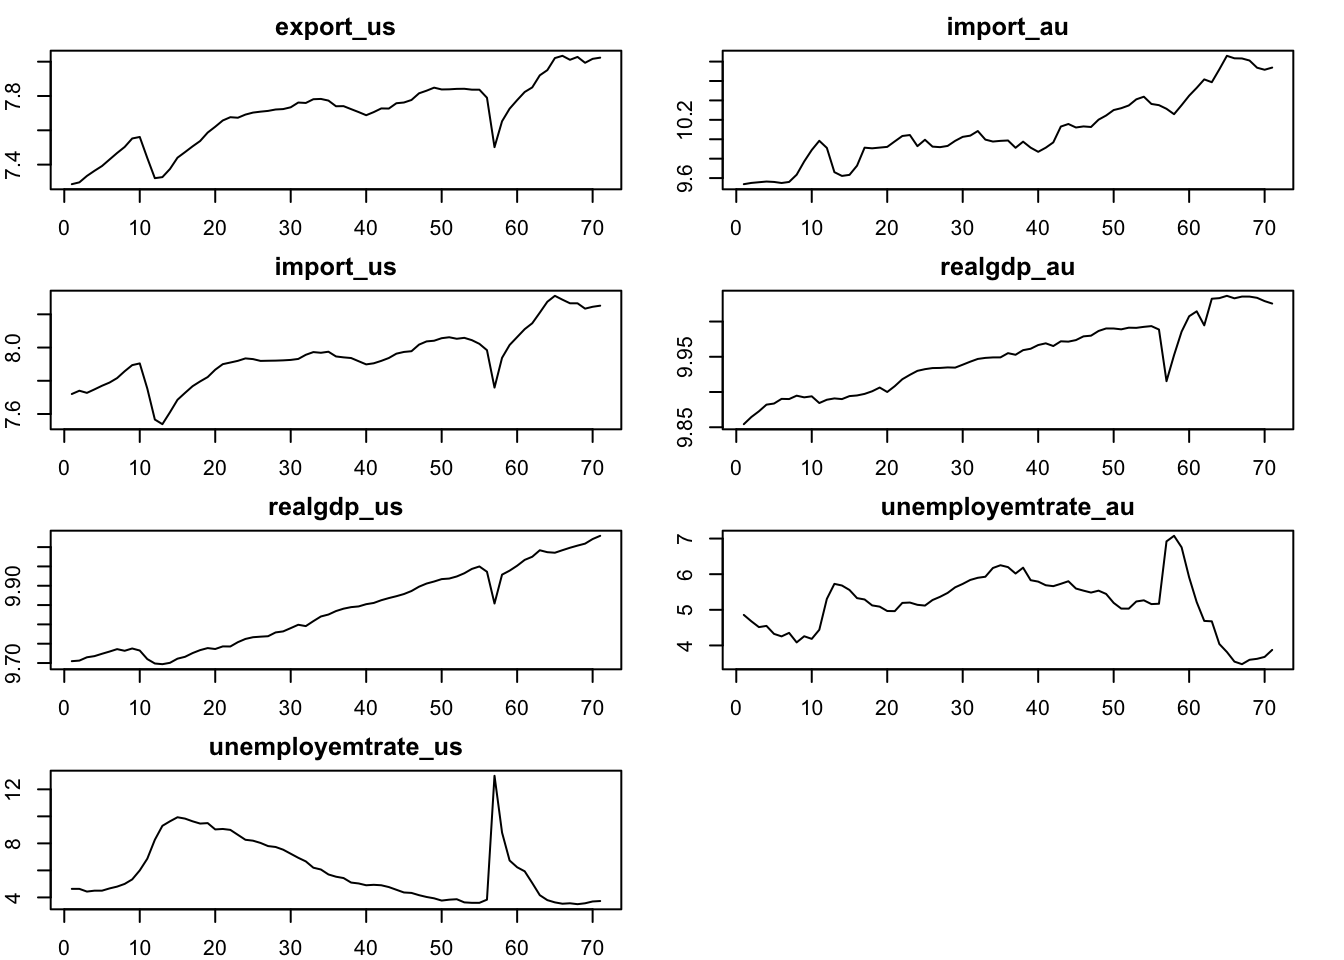 export_us
7.8
7.4
0 10 20 30 40 50 60 70
import_au
10.2
9.6
0 10 20 30 40 50 60 70
import_us
8.0
7.6
0 10 20 30 40 50 60 70
realgdp_au
9.95
9.85
0 10 20 30 40 50 60 70
realgdp_us
9.90
9.70
0 10 20 30 40 50 60 70
unemployemtrate_au
7
6
5
4
0 10 20 30 40 50 60 70
unemployemtrate_us
12
8
4
0 10 20 30 40 50 60 70